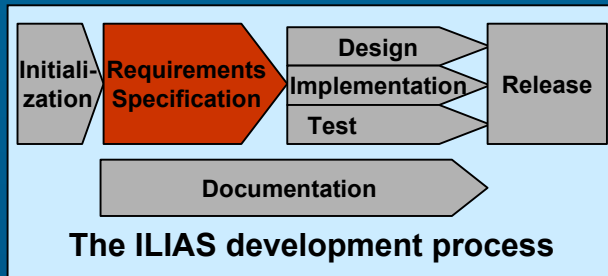 Initiali-
zation
Requirements
Specification
Design
Implementation
Test
Release
Documentation
The ILIAS development process